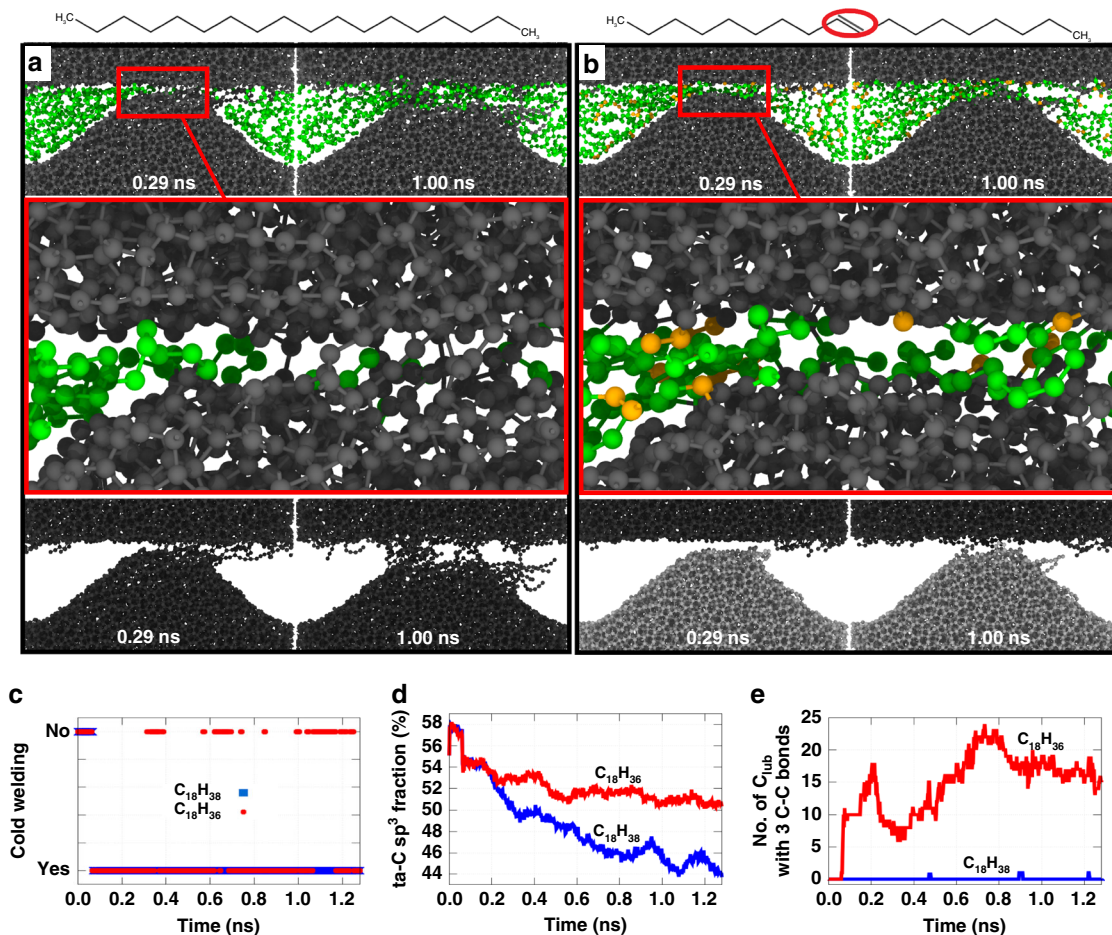 H₃C
CH₃
H₃C
CH₃
a
0.29 ns
1.00 ns
b
0.29 ns
1.00 ns
0.29 ns
1.00 ns
0.29 ns
1.00 ns
c
No
Yes
Cold welding
C₁₈H₃₈
C₁₈H₃₆
0.0 0.2 0.4 0.6 0.8 1.0 1.2
Time (ns)
d
58
56
54
52
50
48
46
44
ta-C sp³ fraction (%)
C₁₈H₃₆
C₁₈H₃₈
0.0 0.2 0.4 0.6 0.8 1.0 1.2
Time (ns)
e
25
20
15
10
5
0
No. of C_lub
with 3 C-C bonds
C₁₈H₃₆
C₁₈H₃₈
0.0 0.2 0.4 0.6 0.8 1.0 1.2
Time (ns)